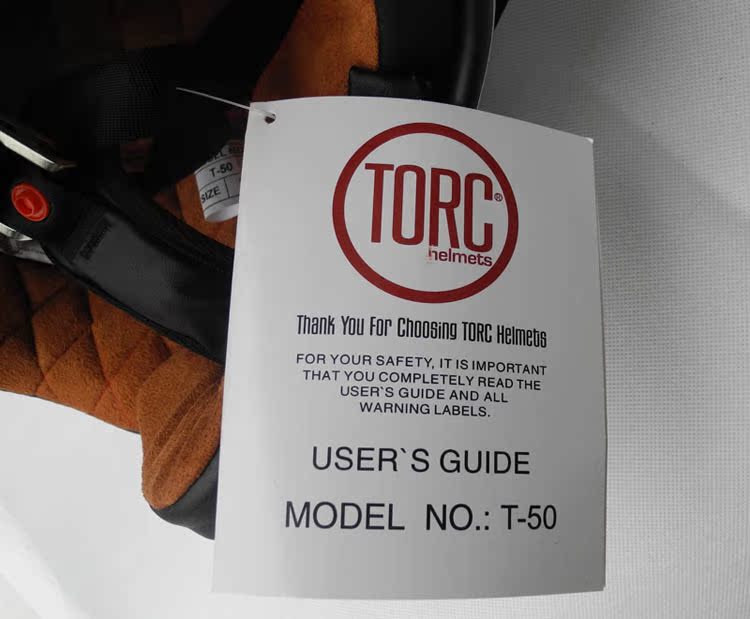 T-50
SIZE
TORC®
helmets
Thank You For Choosing TORC Helmets
FOR YOUR SAFETY, IT IS IMPORTANT
THAT YOU COMPLETELY READ THE
USER`S GUIDE AND ALL
WARNING LABELS.
USER`S GUIDE
MODEL NO.: T-50